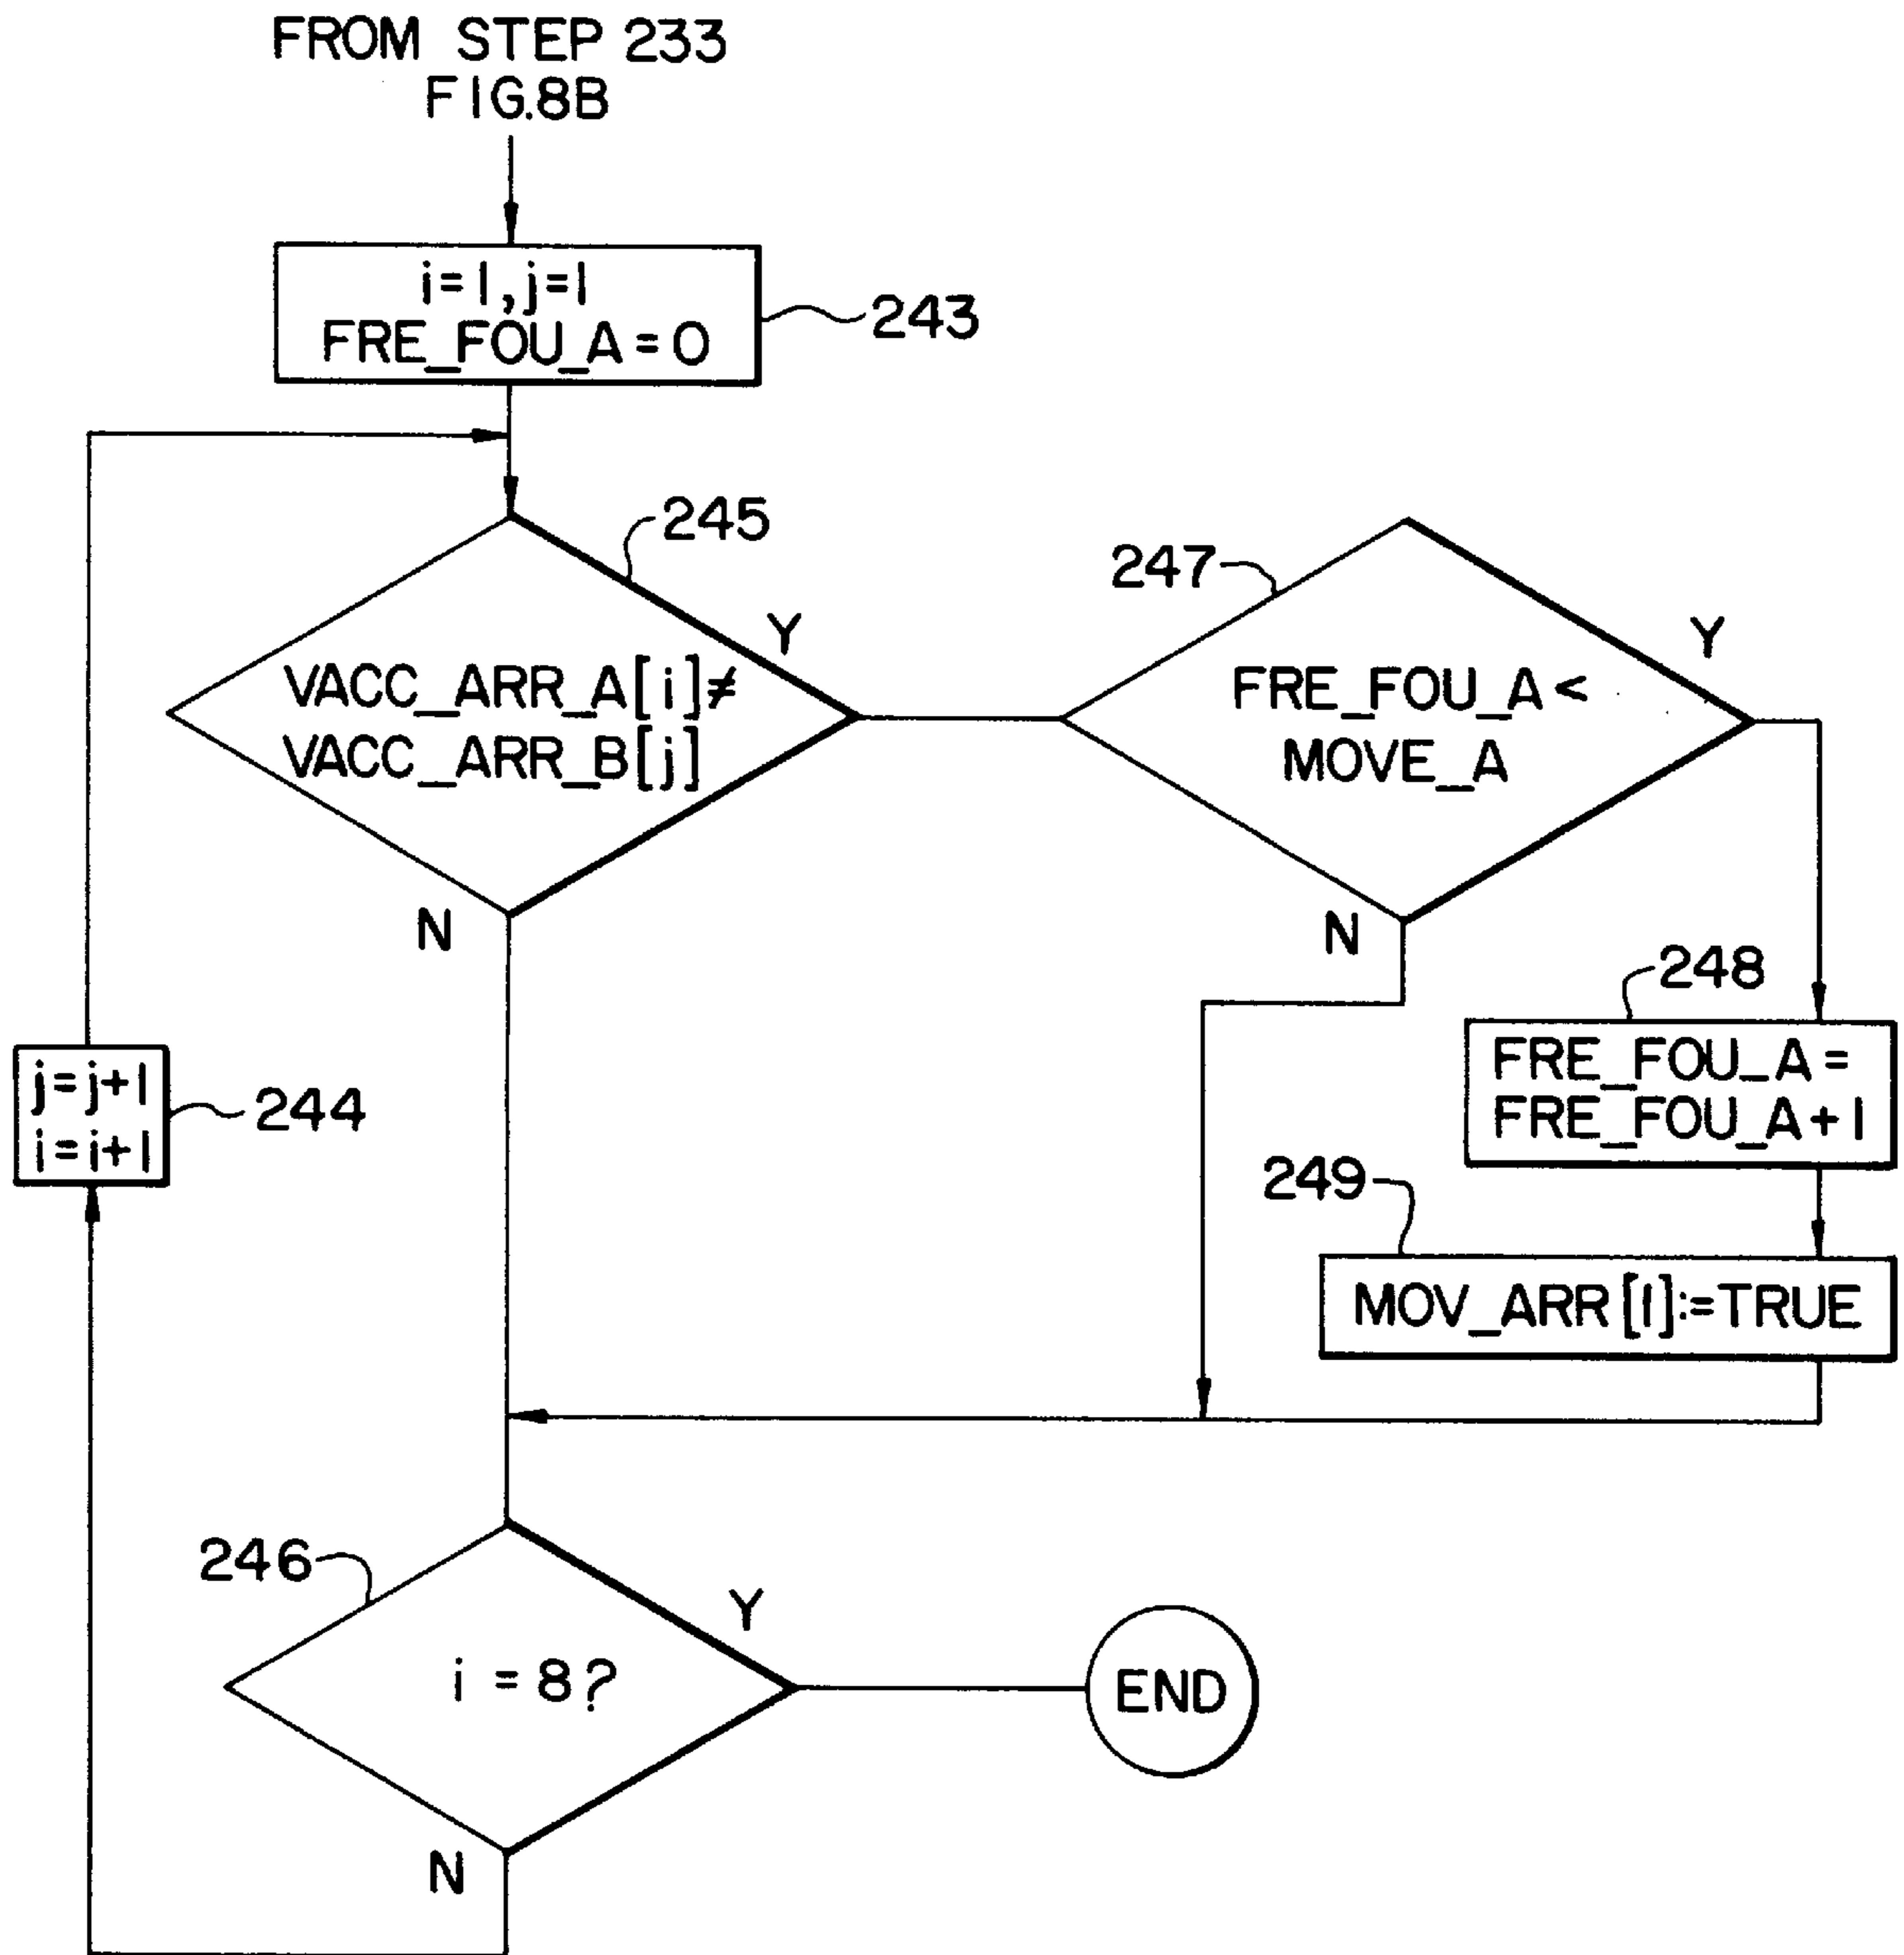 FROM STEP 233
FIG.8B
i=1,j=1
FRE_FOU_A=0
243
245
Y
VACC_ARR_A[i]≠
VACC_ARR_B[j]
N
247
Y
FRE_FOU_A<
MOVE_A
N
248
FRE_FOU_A=
FRE_FOU_A+1
249
MOV_ARR[I]:=TRUE
j=j+1
i=i+1
244
246
Y
i = 8?
N
END